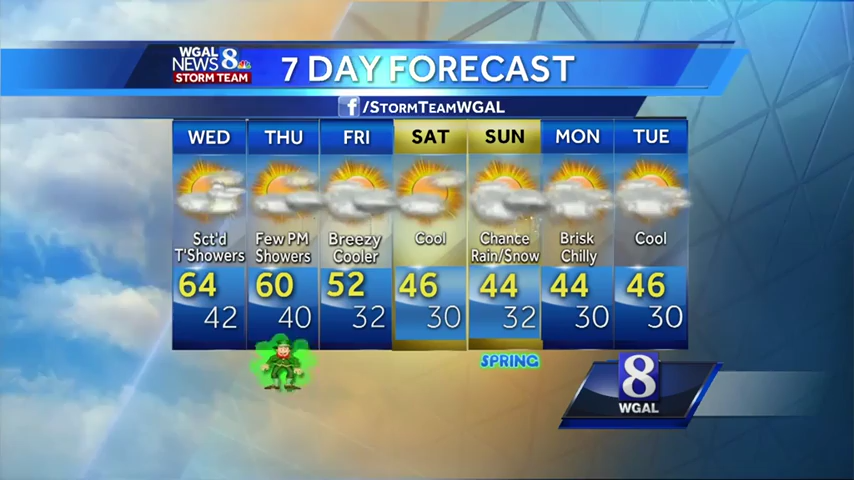 WGAL
NEWS 8
STORM TEAM
7 DAY FORECAST
f/StormTeamWGAL
WED THU FRI SAT SUN MON TUE
Sct'd T'Showers
Few PM Showers
Breezy Cooler
Cool
Chance Rain/Snow
Brisk Chilly
Cool
64 60 52 46 44 44 46
42 40 32 30 32 30 30
SPRING
8
WGAL